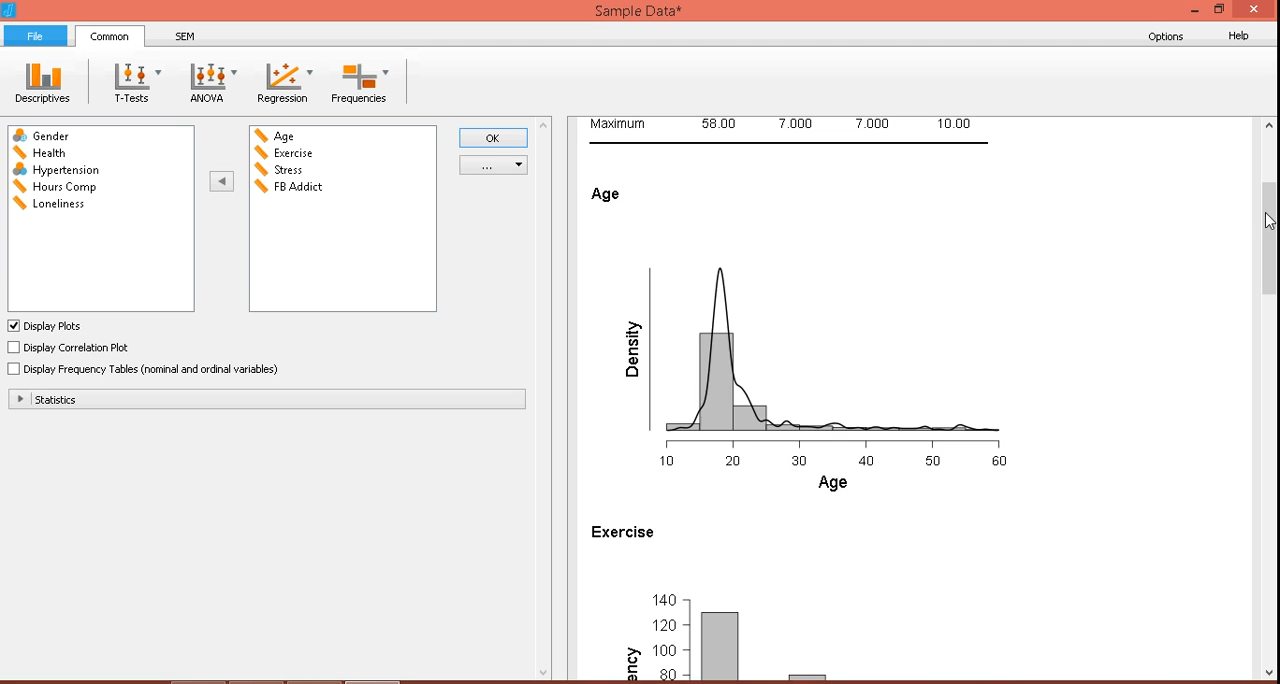 Sample Data*
File Common SEM Options Help
Descriptives T-Tests ANOVA Regression Frequencies
Gender
Health
Hypertension
Hours Comp
Loneliness
Age
Exercise
Stress
FB Addict
OK
...
Display Plots
Display Correlation Plot
Display Frequency Tables (nominal and ordinal variables)
Statistics
Maximum 58.00 7.000 7.000 10.00
Age
Density
10 20 30 40 50 60
Age
Exercise
140
120
100
80
ency